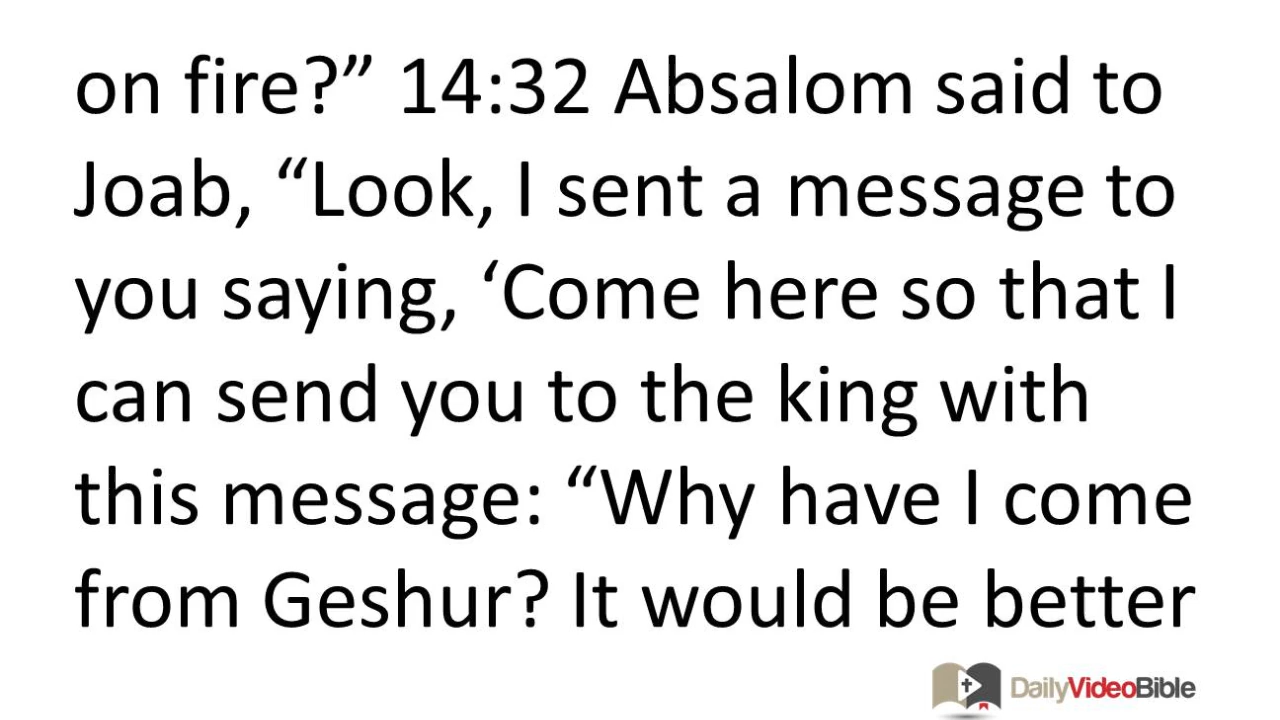 on fire?” 14:32 Absalom said to
Joab, “Look, I sent a message to
you saying, ‘Come here so that I
can send you to the king with
this message: “Why have I come
from Geshur? It would be better
DailyVideoBible